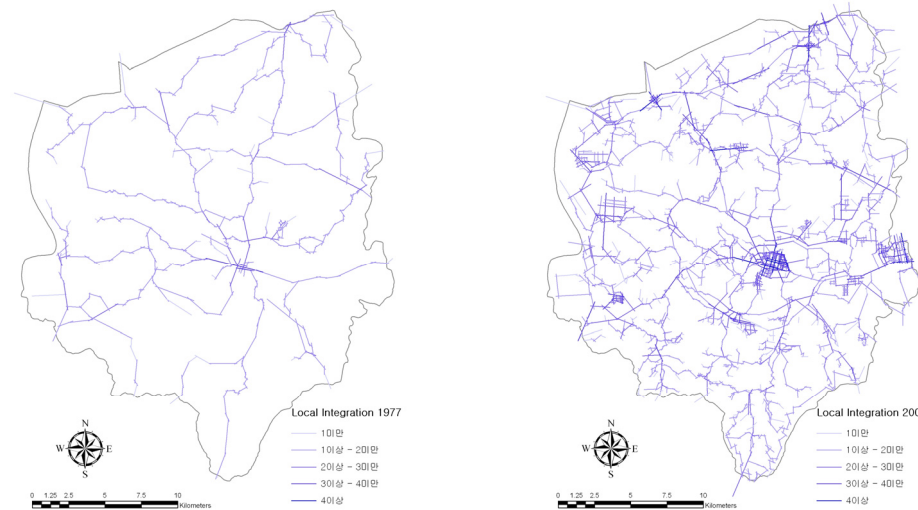 Local Integration 1977
1미만
1이상 - 2미만
2이상 - 3미만
3이상 - 4미만
4이상
N
W
E
S
0 1.25 2.5 5 7.5 10
Kilometers
Local Integration 200
1미만
1이상 - 2미만
2이상 - 3미만
3이상 - 4미만
4이상
N
W
E
S
0 1.25 2.5 5 7.5 10
Kilometers